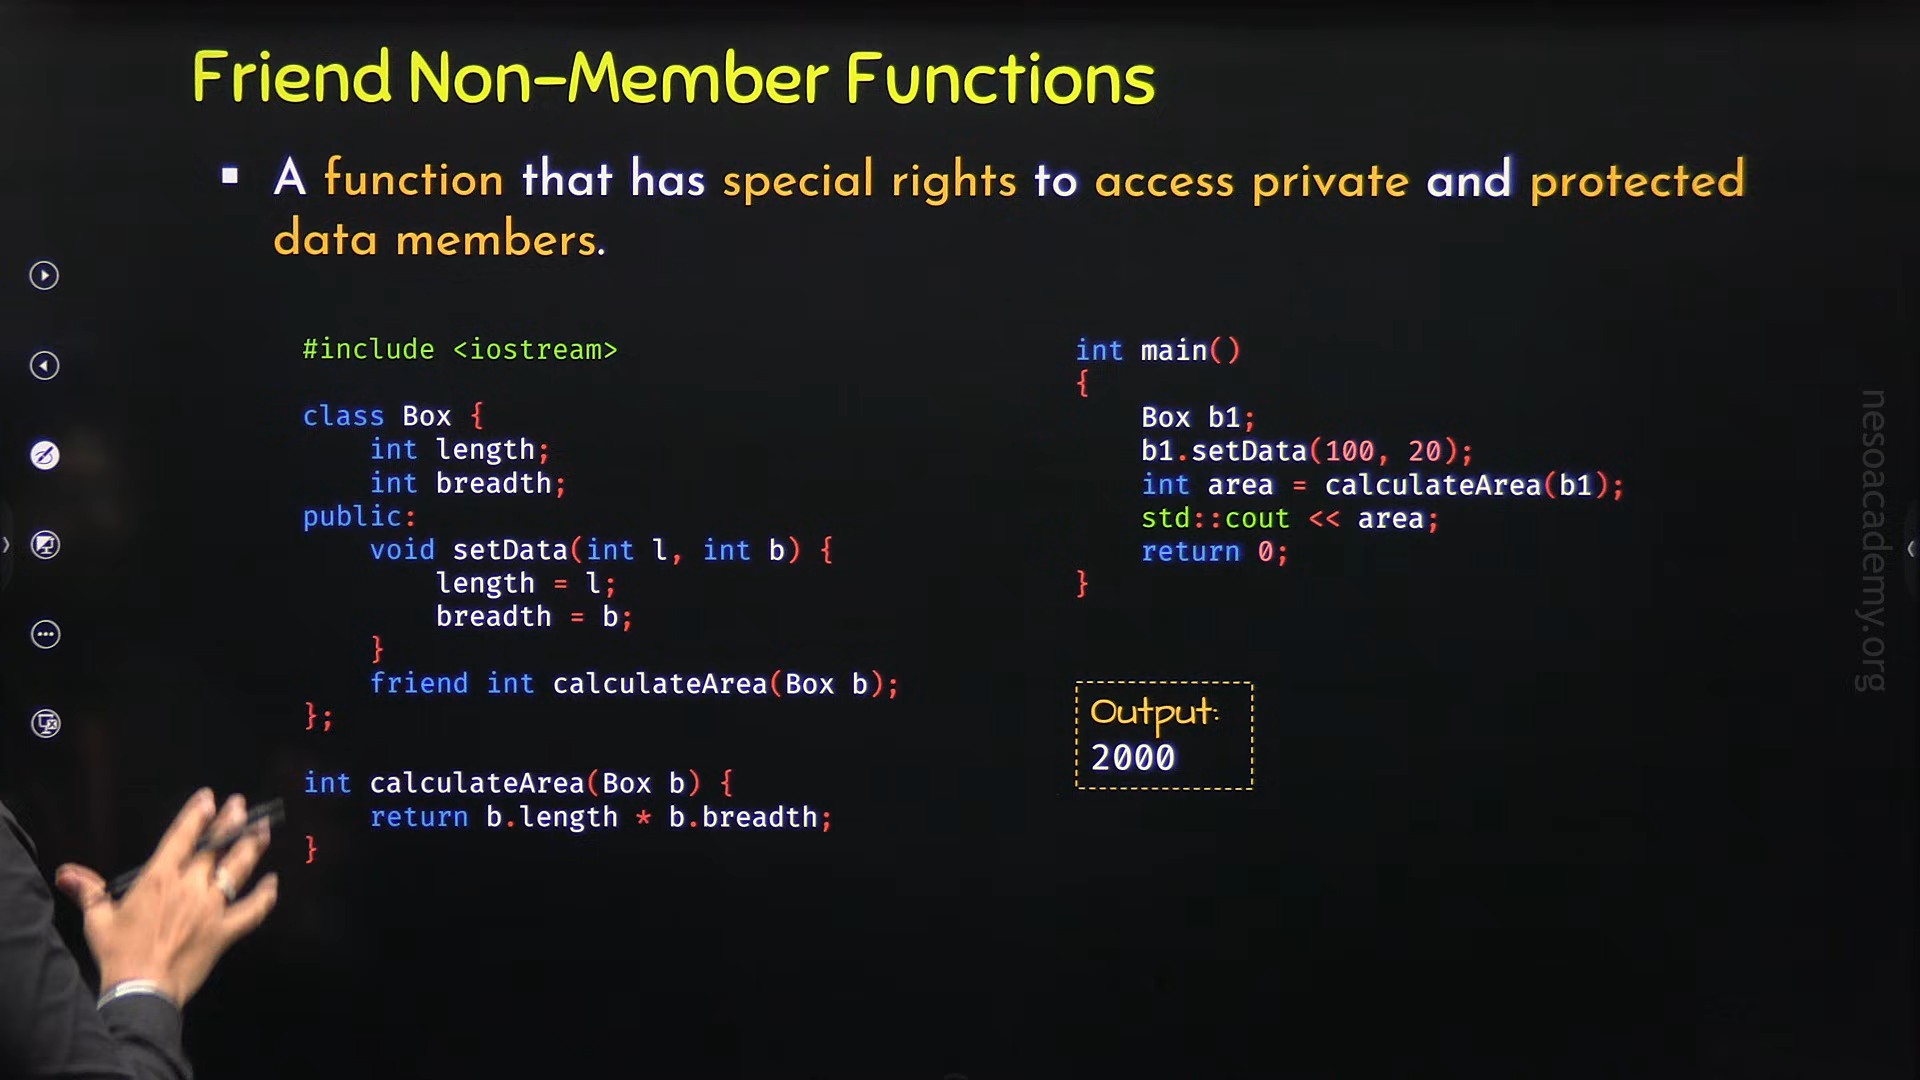 Friend Non-Member Functions
▪ A function that has special rights to access private and protected
data members.
#include <iostream>
class Box {
    int length;
    int breadth;
public:
    void setData(int l, int b) {
        length = l;
        breadth = b;
    }
    friend int calculateArea(Box b);
};
int calculateArea(Box b) {
    return b.length * b.breadth;
}
int main()
{
    Box b1;
    b1.setData(100, 20);
    int area = calculateArea(b1);
    std::cout << area;
    return 0;
}
Output:
2000
nesoacademy.org